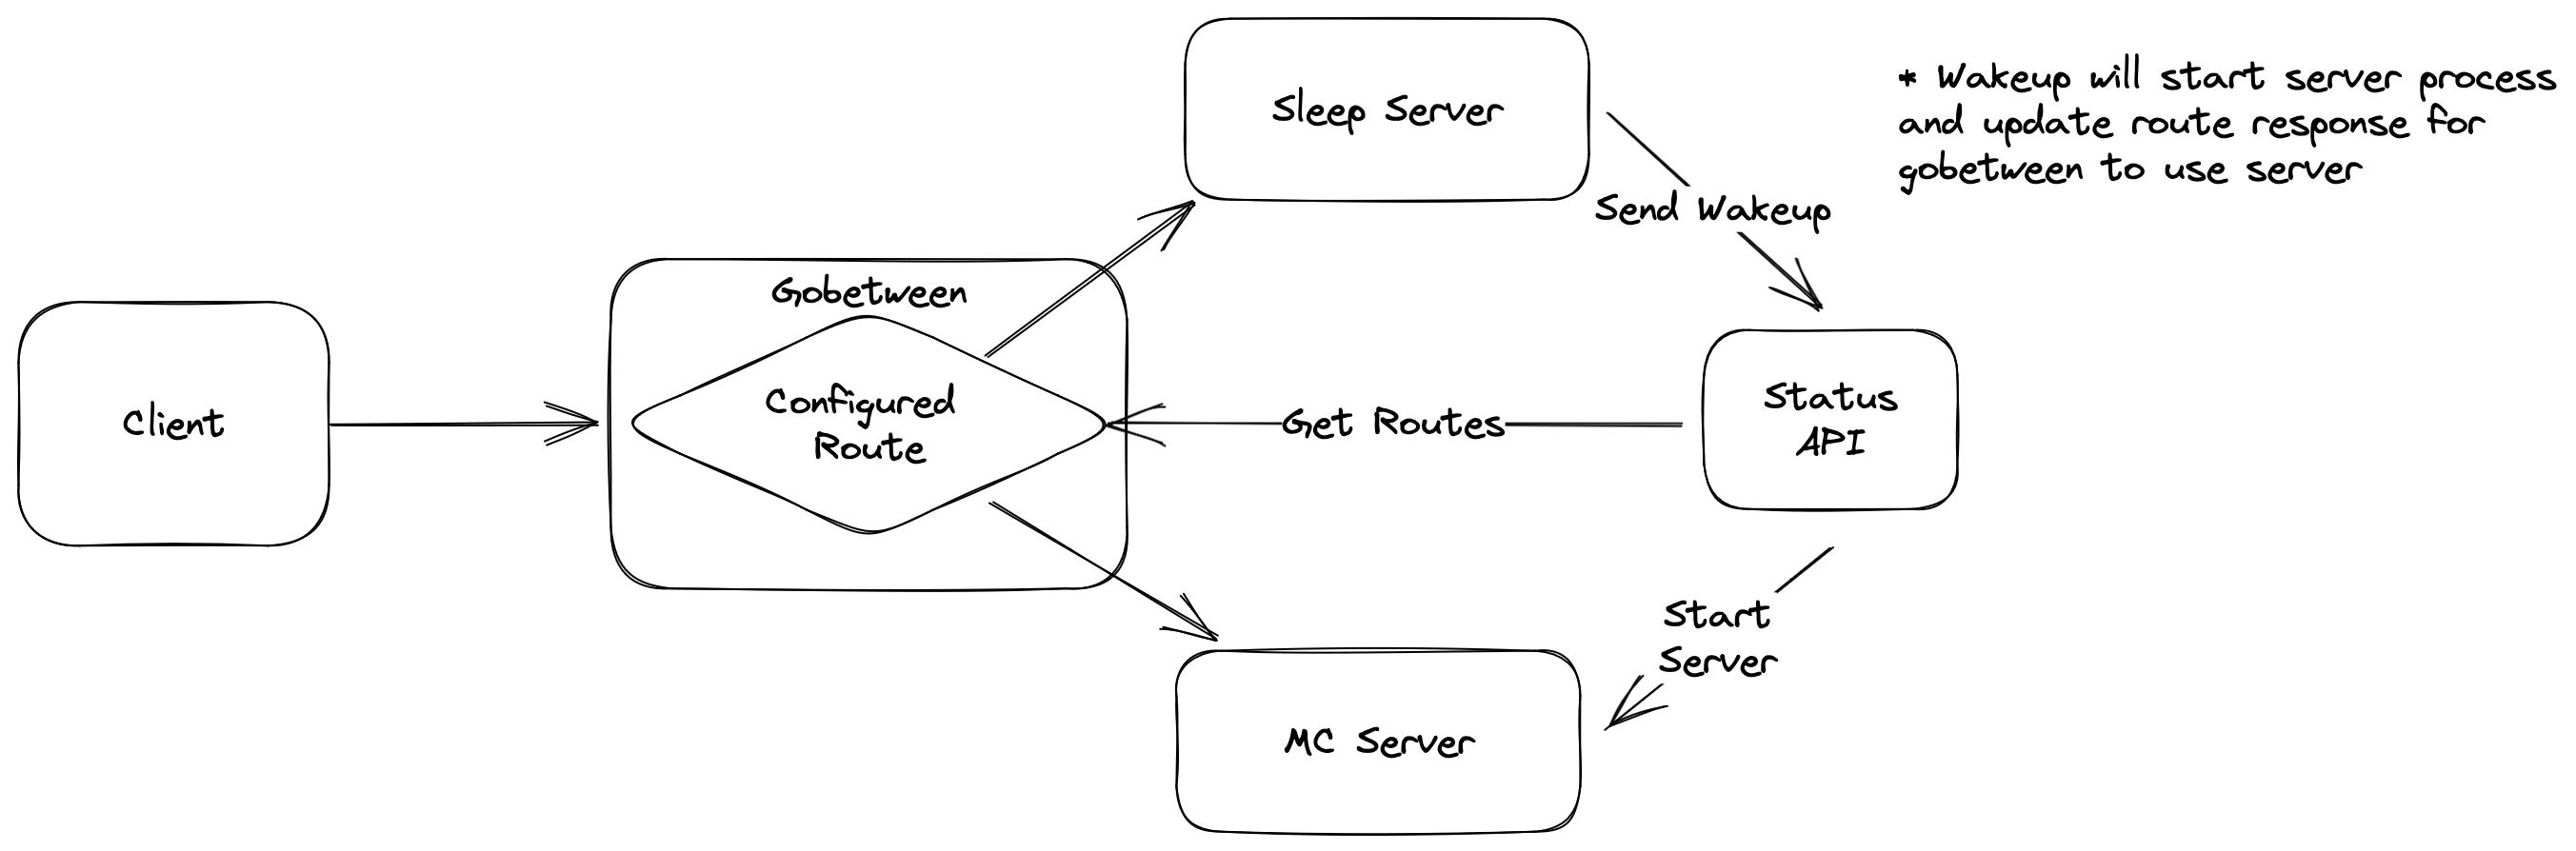 Sleep Server
* Wakeup will start server process
and update route response for
gobetween to use server
Send Wakeup
Gobetween
Client
Configured
Route
Get Routes
Status
API
Start
Server
MC Server